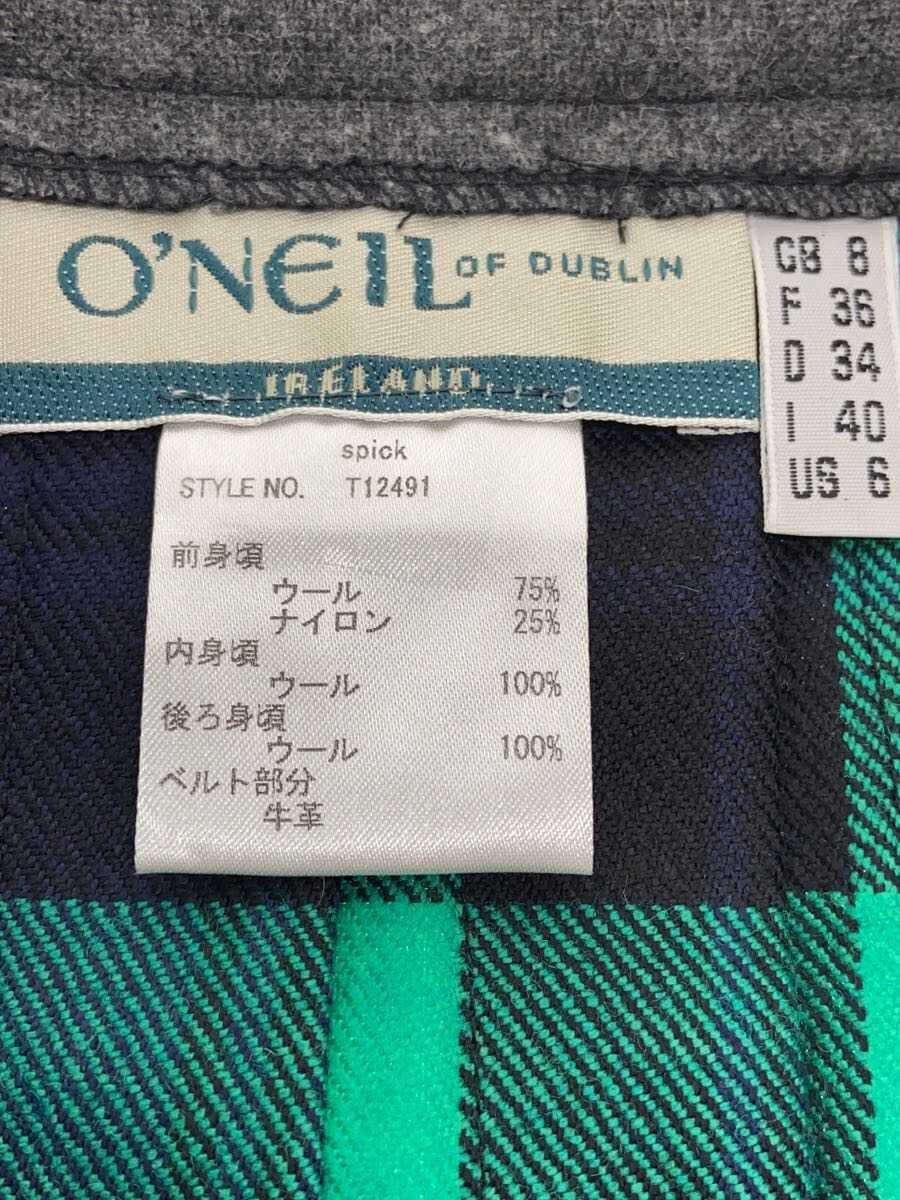 O'NEIL OF DUBLIN
IRELAND
GB 8
F 36
D 34
I 40
US 6
spick
STYLE NO. T12491
前身頃
ウール 75%
ナイロン 25%
内身頃
ウール 100%
後ろ身頃
ウール 100%
ベルト部分
牛革